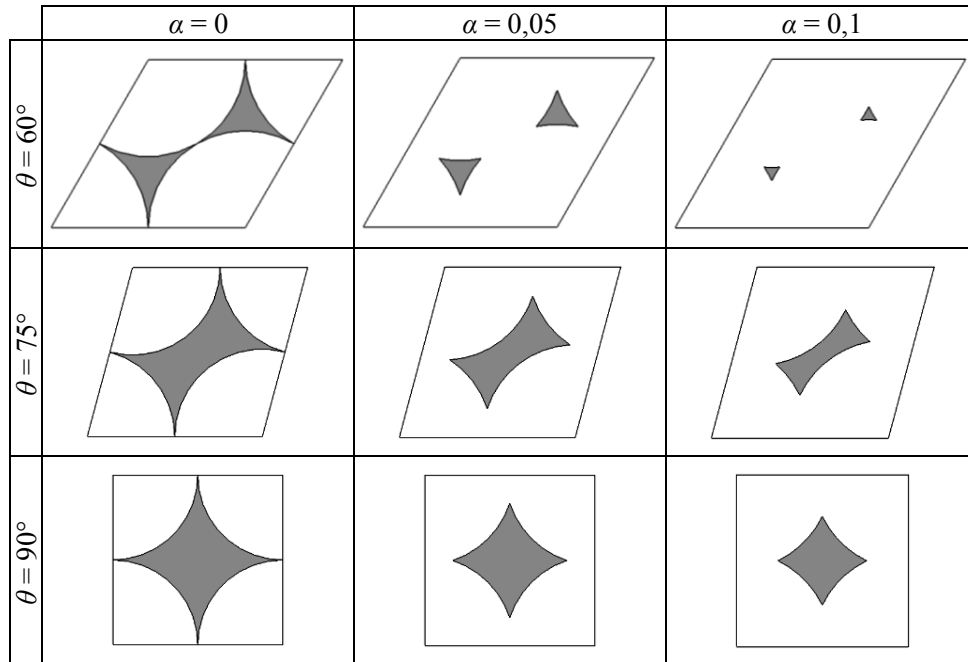 α = 0 α = 0,05 α = 0,1
θ = 60°
θ = 75°
θ = 90°